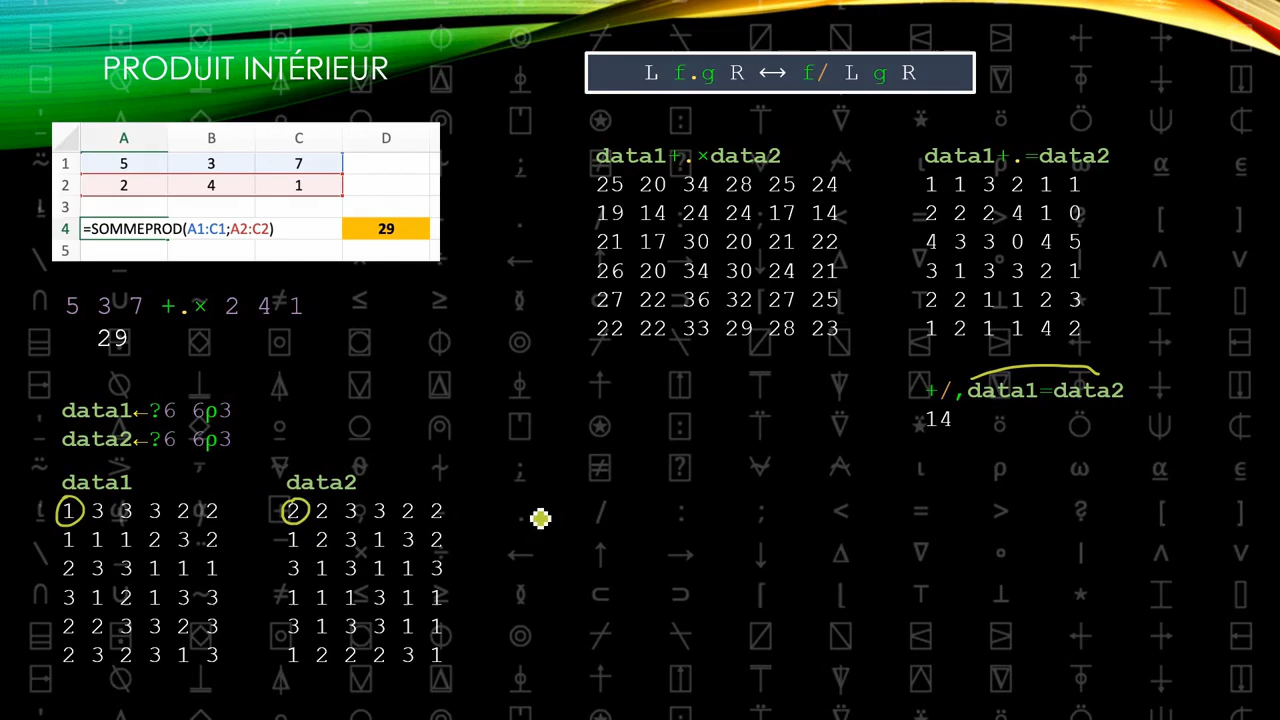 PRODUIT INTÉRIEUR
L f.g R ↔ f/ L g R
A B C D
1 5 3 7
2 2 4 1
3
4 =SOMMEPROD(A1:C1;A2:C2) 29
5
5 3 7 +.× 2 4 1
29
data1←?6 6⍴3
data2←?6 6⍴3
data1
1 3 3 3 2 2
1 1 1 2 3 2
2 3 3 1 1 1
3 1 2 1 3 3
2 2 3 3 2 3
2 3 2 3 1 3
data2
2 2 3 3 2 2
1 2 3 1 3 2
3 1 3 1 1 3
1 1 1 3 1 1
3 1 3 3 1 1
1 2 2 2 3 1
data1+.×data2
25 20 34 28 25 24
19 14 24 24 17 14
21 17 30 20 21 22
26 20 34 30 24 21
27 22 36 32 27 25
22 22 33 29 28 23
data1+.=data2
1 1 3 2 1 1
2 2 2 4 1 0
4 3 3 0 4 5
3 1 3 3 2 1
2 2 1 1 2 3
1 2 1 1 4 2
+/,data1=data2
14